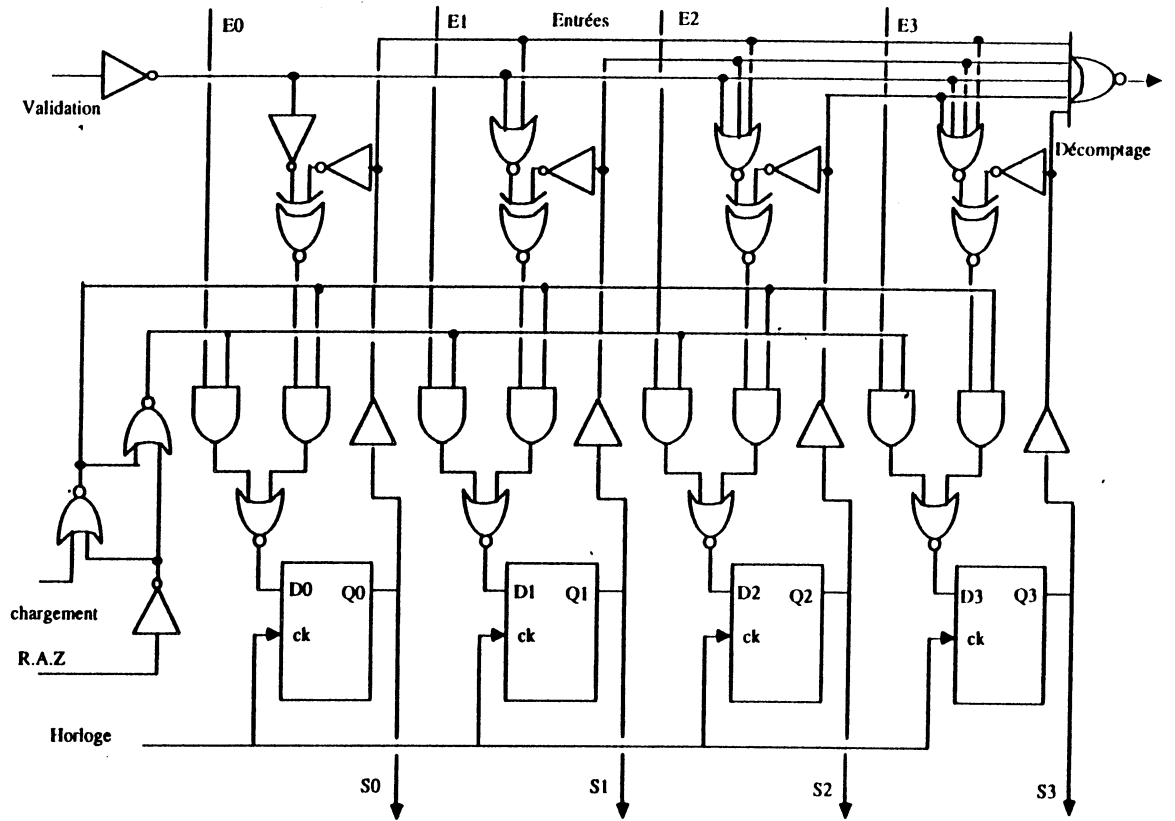 E0
E1
Entrées
E2
E3
Validation
Décomptage
chargement
R.A.Z
D0
Q0
ck
D1
Q1
ck
D2
Q2
ck
D3
Q3
ck
Horloge
S0
S1
S2
S3